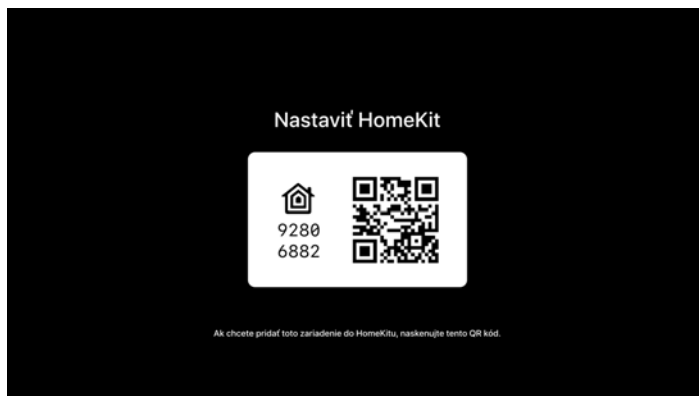 Nastaviť HomeKit
9280
6882
Ak chcete pridať toto zariadenie do HomeKitu, naskenujte tento QR kód.